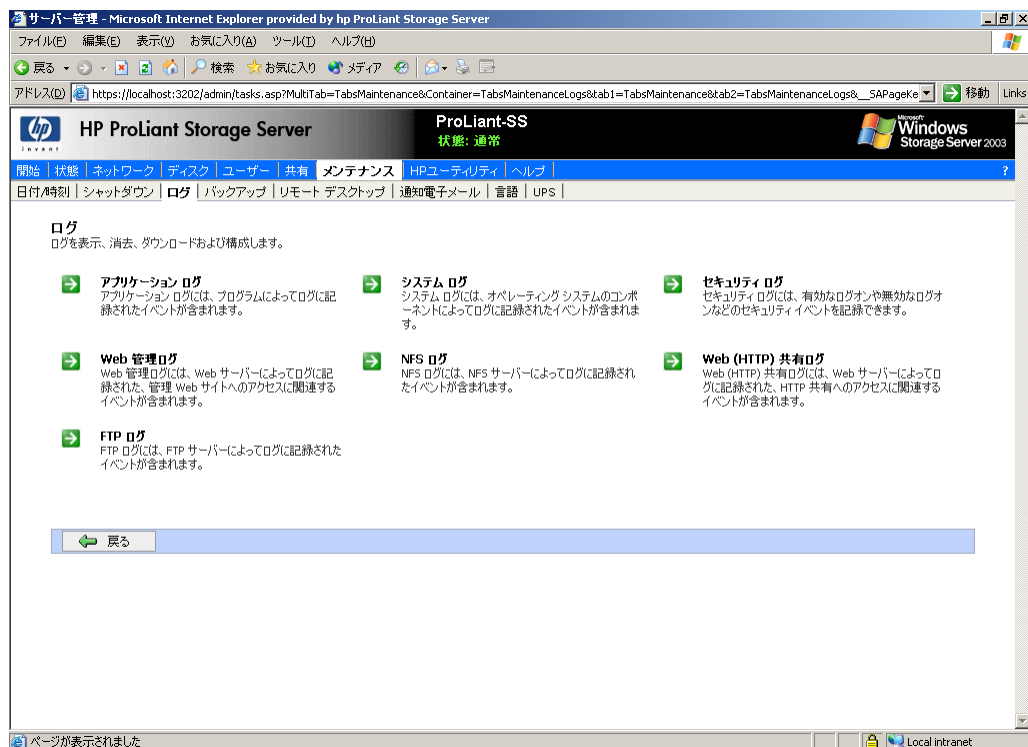 サーバー管理 - Microsoft Internet Explorer provided by hp ProLiant Storage Server
ファイル(F) 編集(E) 表示(V) お気に入り(A) ツール(T) ヘルプ(H)
戻る 検索 お気に入り メディア
アドレス(D) https://localhost:3202/admin/tasks.asp?MultiTab=TabsMaintenance&Container=TabsMaintenanceLogs&tab1=TabsMaintenance&tab2=TabsMaintenanceLogs&__SAPageKe 移動 Links
hp invent
HP ProLiant Storage Server
ProLiant-SS
状態: 通常
Microsoft
Windows
Storage Server 2003
開始 状態 ネットワーク ディスク ユーザー 共有 メンテナンス HPユーティリティ ヘルプ ?
日付/時刻 シャットダウン ログ バックアップ リモート デスクトップ 通知電子メール 言語 UPS
ログ
ログを表示、消去、ダウンロードおよび構成します。
アプリケーション ログ
アプリケーション ログには、プログラムによってログに記
録されたイベントが含まれます。
システム ログ
システム ログには、オペレーティング システムのコンポ
ーネントによってログに記録されたイベントが含まれま
す。
セキュリティ ログ
セキュリティ ログには、有効なログオンや無効なログオ
ンなどのセキュリティ イベントを記録できます。
Web 管理ログ
Web 管理ログには、Web サーバーによってログに記
録された、管理 Web サイトへのアクセスに関連する
イベントが含まれます。
NFS ログ
NFS ログには、NFS サーバーによってログに記録され
たイベントが含まれます。
Web (HTTP) 共有ログ
Web (HTTP) 共有ログには、Web サーバーによってロ
グに記録された、HTTP 共有へのアクセスに関連する
イベントが含まれます。
FTP ログ
FTP ログには、FTP サーバーによってログに記録された
イベントが含まれます。
戻る
ページが表示されました Local intranet